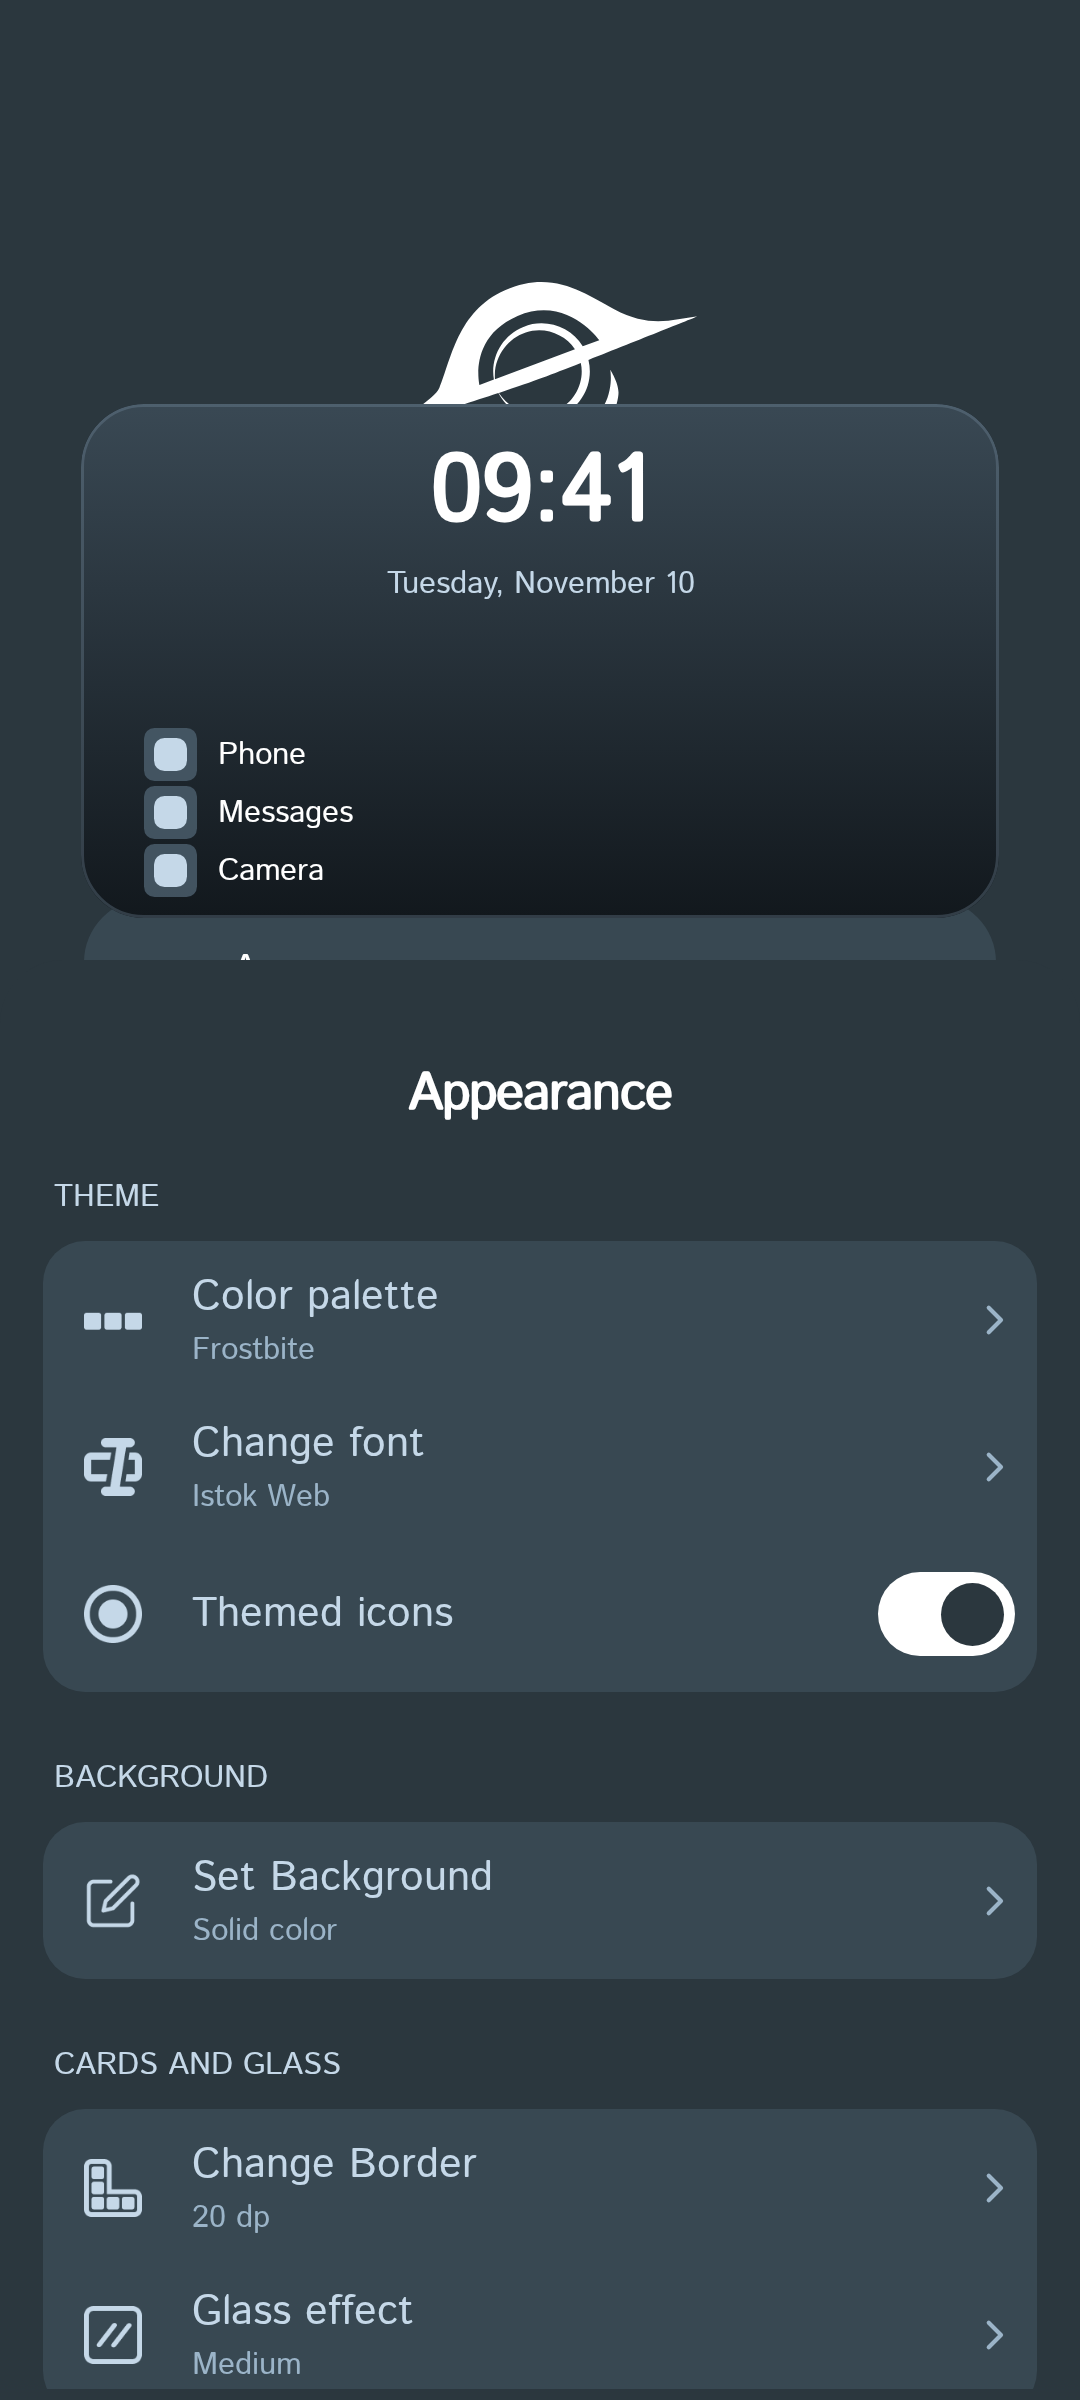 09:41
Tuesday, November 10
Phone
Messages
Camera
Appearance
THEME
Color palette
Frostbite
Change font
Istok Web
Themed icons
BACKGROUND
Set Background
Solid color
CARDS AND GLASS
Change Border
20 dp
Glass effect
Medium